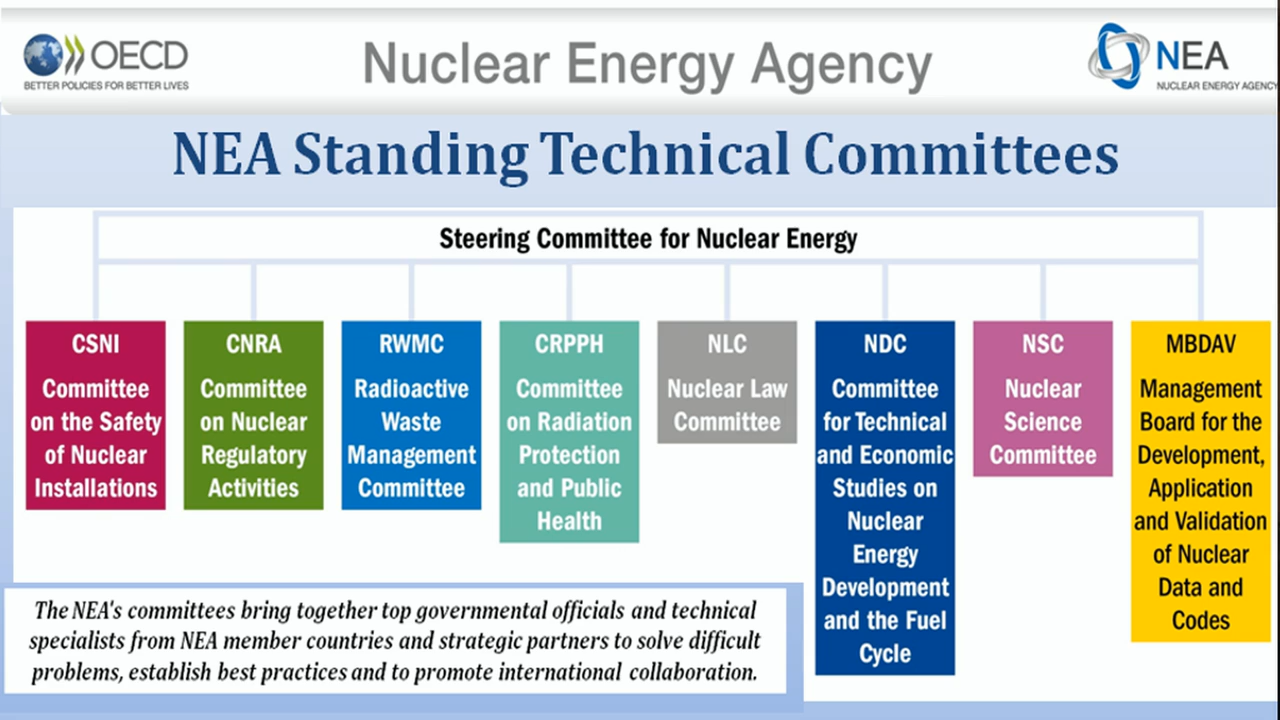 OECD
BETTER POLICIES FOR BETTER LIVES
Nuclear Energy Agency
NEA
NUCLEAR ENERGY AGENCY
NEA Standing Technical Committees
Steering Committee for Nuclear Energy
CSNI
Committee
on the Safety
of Nuclear
Installations
CNRA
Committee
on Nuclear
Regulatory
Activities
RWMC
Radioactive
Waste
Management
Committee
CRPPH
Committee
on Radiation
Protection
and Public
Health
NLC
Nuclear Law
Committee
NDC
Committee
for Technical
and Economic
Studies on
Nuclear
Energy
Development
and the Fuel
Cycle
NSC
Nuclear
Science
Committee
MBDAV
Management
Board for the
Development,
Application
and Validation
of Nuclear
Data and
Codes
The NEA's committees bring together top governmental officials and technical
specialists from NEA member countries and strategic partners to solve difficult
problems, establish best practices and to promote international collaboration.